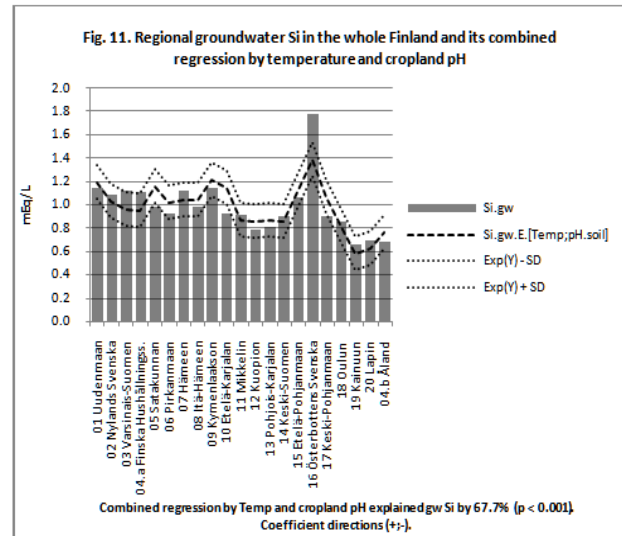 Fig. 11. Regional groundwater Si in the whole Finland and its combined
regression by temperature and cropland pH
mEq/L
2.0
1.8
1.6
1.4
1.2
1.0
0.8
0.6
0.4
0.2
0.0
Si.gw
Si.gw.E.[Temp;pH.soil]
Exp(Y) - SD
Exp(Y) + SD
01 Uudenmaan
02 Nylands Svenska
03 Varsinais-Suomen
04.a Finska Hushållningss.
05 Satakunnan
06 Pirkanmaan
07 Hämeen
08 Itä-Hämeen
09 Kymenlaakson
10 Etelä-Karjalan
11 Mikkelin
12 Kuopion
13 Pohjois-Karjalan
14 Keski-Suomen
15 Etelä-Pohjanmaan
16 Österbottens Svenska
17 Keski-Pohjanmaan
18 Oulun
19 Kainuun
20 Lapin
04.b Åland
Combined regression by Temp and cropland pH explained gw Si by 67.7% (p < 0.001).
Coefficient directions (+;-).